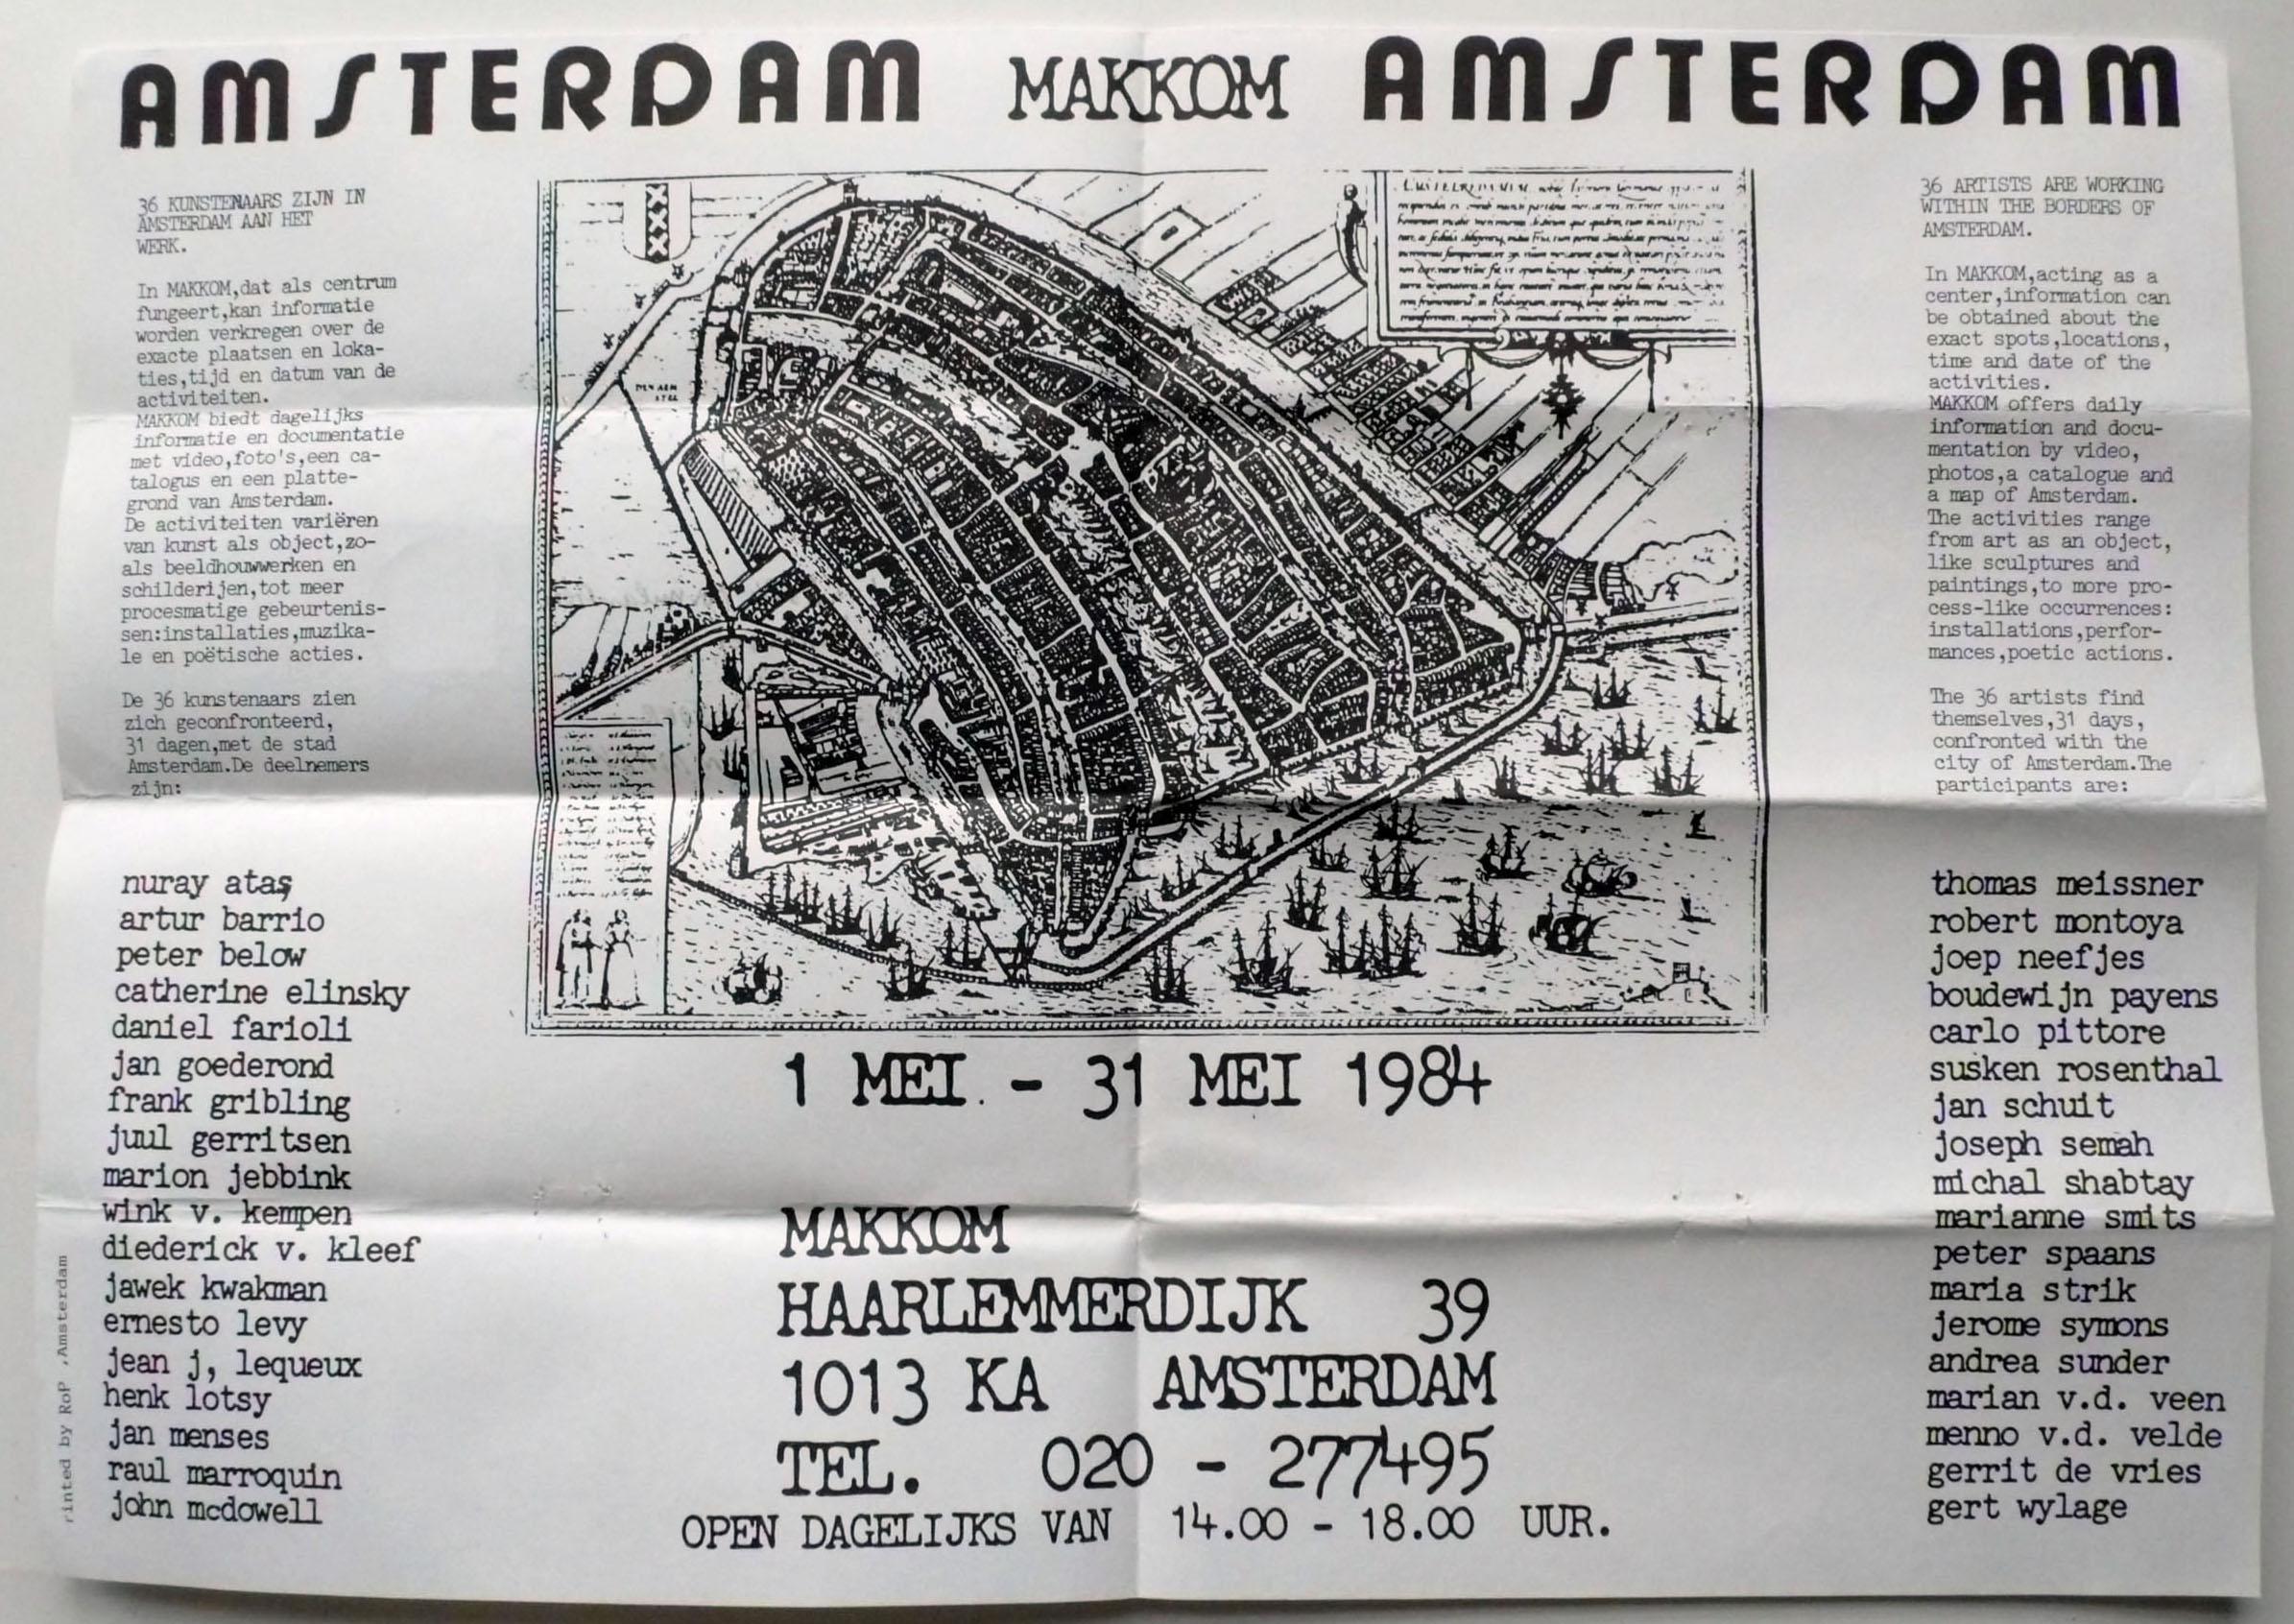 AMSTERDAM MAKKOM AMSTERDAM
36 KUNSTENAARS ZIJN IN
AMSTERDAM AAN HET
WERK.
In MAKKOM,dat als centrum
fungeert,kan informatie
worden verkregen over de
exacte plaatsen en loka-
ties,tijd en datum van de
activiteiten.
MAKKOM biedt dagelijks
informatie en documentatie
met video,foto's,een ca-
talogus en een platte-
grond van Amsterdam.
De activiteiten variëren
van kunst als object,zo-
als beeldhouwwerken en
schilderijen,tot meer
procesmatige gebeurtenis-
sen:installaties,muzika-
le en poëtische acties.
De 36 kunstenaars zien
zich geconfronteerd,
31 dagen,met de stad
Amsterdam.De deelnemers
zijn:
nuray ataş
artur barrio
peter below
catherine elinsky
daniel farioli
jan goederond
frank gribling
juul gerritsen
marion jebbink
wink v. kempen
diederick v. kleef
jawek kwakman
ernesto levy
jean j, lequeux
henk lotsy
jan menses
raul marroquin
john mcdowell
rinted by RoP ,Amsterdam
XXX
1 MEI. - 31 MEI 1984
MAKKOM
HAARLEMMERDIJK 39
1013 KA AMSTERDAM
TEL. 020 - 277495
OPEN DAGELIJKS VAN 14.00 - 18.00 UUR.
36 ARTISTS ARE WORKING
WITHIN THE BORDERS OF
AMSTERDAM.
In MAKKOM,acting as a
center,information can
be obtained about the
exact spots,locations,
time and date of the
activities.
MAKKOM offers daily
information and docu-
mentation by video,
photos,a catalogue and
a map of Amsterdam.
The activities range
from art as an object,
like sculptures and
paintings,to more pro-
cess-like occurrences:
installations,perfor-
mances,poetic actions.
The 36 artists find
themselves,31 days,
confronted with the
city of Amsterdam.The
participants are:
thomas meissner
robert montoya
joep neefjes
boudewijn payens
carlo pittore
susken rosenthal
jan schuit
joseph semah
michal shabtay
marianne smits
peter spaans
maria strik
jerome symons
andrea sunder
marian v.d. veen
menno v.d. velde
gerrit de vries
gert wylage